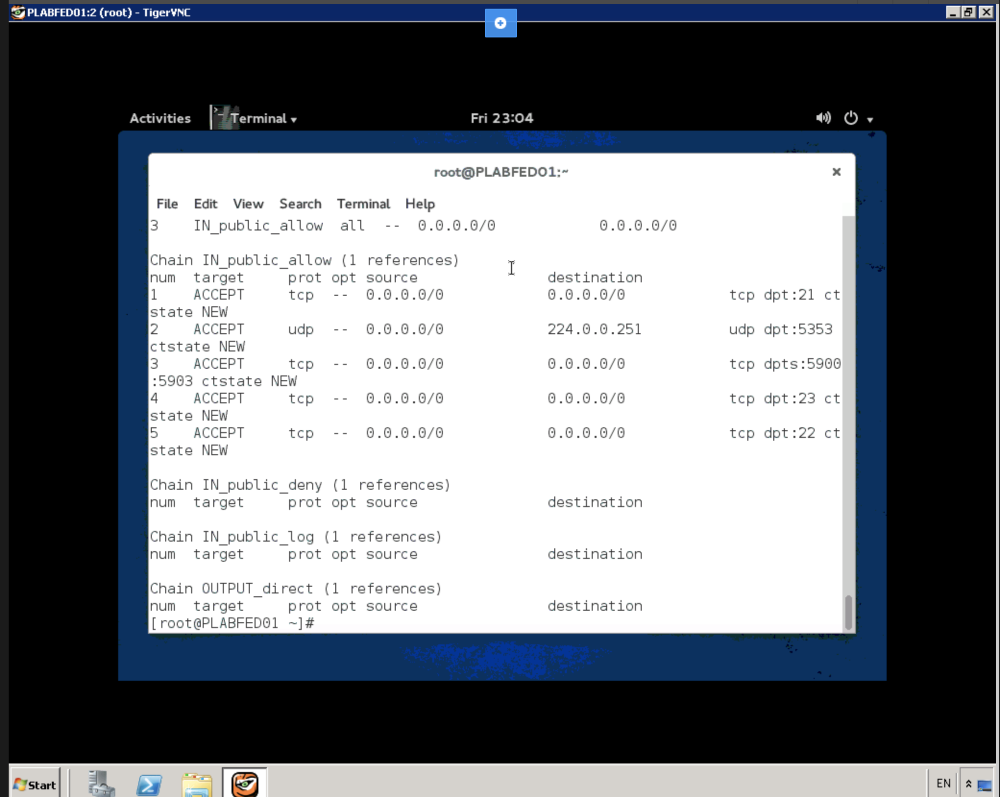 PLABFED01:2 (root) - TigerVNC
Activities Terminal Fri 23:04
root@PLABFED01:~
File Edit View Search Terminal Help
3 IN_public_allow all -- 0.0.0.0/0 0.0.0.0/0
Chain IN_public_allow (1 references)
num target prot opt source destination
1 ACCEPT tcp -- 0.0.0.0/0 0.0.0.0/0 tcp dpt:21 ct
state NEW
2 ACCEPT udp -- 0.0.0.0/0 224.0.0.251 udp dpt:5353
ctstate NEW
3 ACCEPT tcp -- 0.0.0.0/0 0.0.0.0/0 tcp dpts:5900
:5903 ctstate NEW
4 ACCEPT tcp -- 0.0.0.0/0 0.0.0.0/0 tcp dpt:23 ct
state NEW
5 ACCEPT tcp -- 0.0.0.0/0 0.0.0.0/0 tcp dpt:22 ct
state NEW
Chain IN_public_deny (1 references)
num target prot opt source destination
Chain IN_public_log (1 references)
num target prot opt source destination
Chain OUTPUT_direct (1 references)
num target prot opt source destination
[root@PLABFED01 ~]#
Start EN